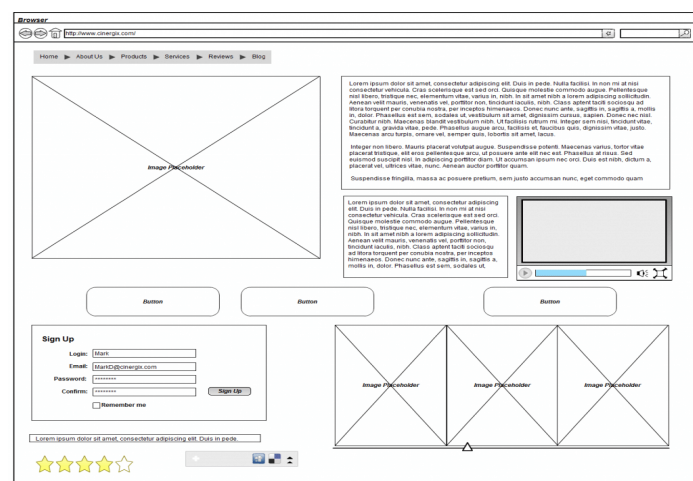 Browser
http://www.cinergix.com/
Home ▶ About Us ▶ Products ▶ Services ▶ Reviews ▶ Blog
Image Placeholder
Lorem ipsum dolor sit amet, consectetur adipiscing elit. Duis in pede. Nulla facilisi. In non mi at nisi
consectetur vehicula. Cras scelerisque est sed orci. Quisque molestie commodo augue. Pellentesque
nisl libero, tristique nec, elementum vitae, varius in, nibh. In sit amet nibh a lorem adipiscing sollicitudin.
Aenean velit mauris, venenatis vel, porttitor non, tincidunt iaculis, nibh. Class aptent taciti sociosqu ad
litora torquent per conubia nostra, per inceptos himenaeos. Donec nunc ante, sagittis in, sagittis a, mollis
in, dolor. Phasellus est sem, sodales ut, vestibulum sit amet, dignissim cursus, sapien. Donec nec nisl.
Curabitur nibh. Maecenas blandit vestibulum nibh. Ut facilisis rutrum mi. Integer sem nisi, tincidunt vitae,
tincidunt a, gravida vitae, pede. Phasellus augue arcu, facilisis et, faucibus quis, dignissim vitae, justo.
Maecenas arcu turpis, ornare vel, semper quis, lobortis sit amet, lacus.
Integer non libero. Mauris placerat volutpat augue. Suspendisse potenti. Maecenas varius, tortor vitae
placerat tristique, elit eros pellentesque arcu, ut posuere ante elit nec est. Phasellus at risus. Sed
euismod suscipit nisl. In adipiscing porttitor diam. Ut accumsan ipsum nec orci. Duis est nibh, dictum a,
placerat vel, ultrices vitae, nunc. Aenean auctor porttitor quam.
Suspendisse fringilla, massa ac posuere pretium, sem justo accumsan nunc, eget commodo quam
Lorem ipsum dolor sit amet, consectetur adipiscing
elit. Duis in pede. Nulla facilisi. In non mi at nisi
consectetur vehicula. Cras scelerisque est sed orci.
Quisque molestie commodo augue. Pellentesque
nisl libero, tristique nec, elementum vitae, varius in,
nibh. In sit amet nibh a lorem adipiscing sollicitudin.
Aenean velit mauris, venenatis vel, porttitor non,
tincidunt iaculis, nibh. Class aptent taciti sociosqu
ad litora torquent per conubia nostra, per inceptos
himenaeos. Donec nunc ante, sagittis in, sagittis a,
mollis in, dolor. Phasellus est sem, sodales ut,
Button
Button
Button
Sign Up
Login: Mark
Email: MarkD@cinergix.com
Password: ********
Confirm: ********
Sign Up
Remember me
Image Placeholder
Image Placeholder
Image Placeholder
Lorem ipsum dolor sit amet, consectetur adipiscing elit. Duis in pede.